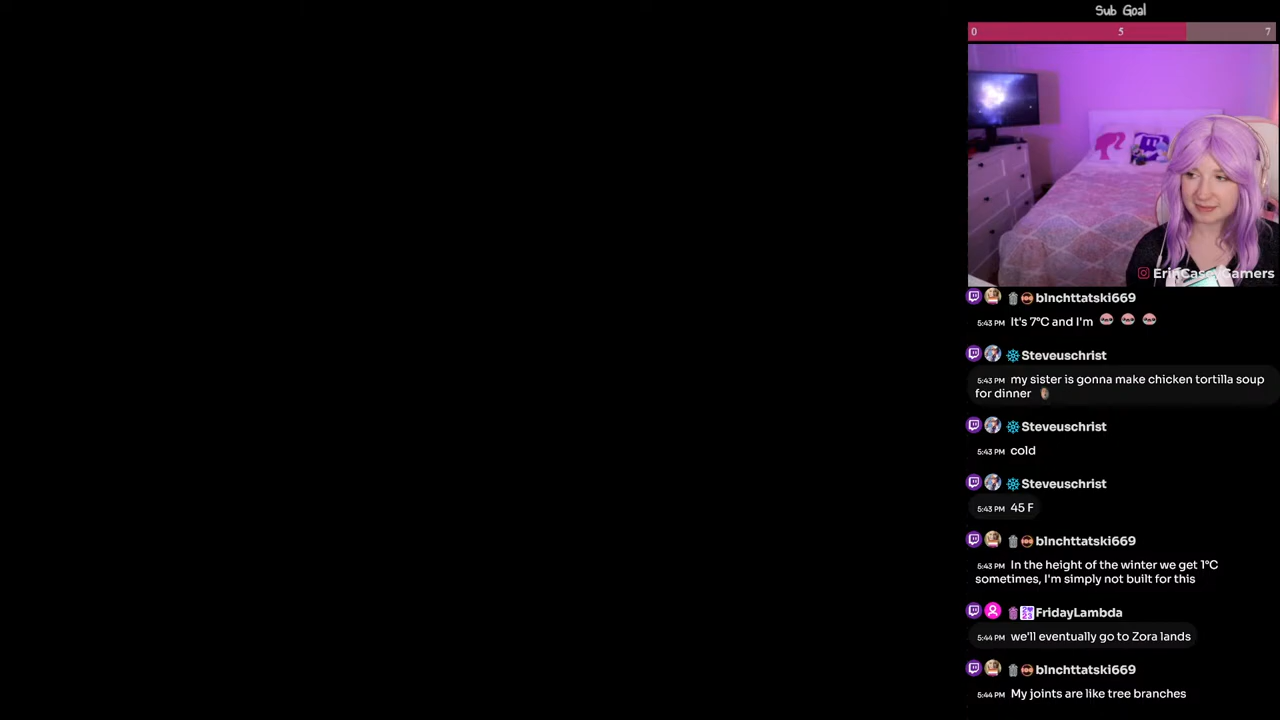 Sub Goal
0 5 7
ErinCaseyGamers
blnchttatski669
5:43 PM It's 7°C and I'm
Steveuschrist
5:43 PM my sister is gonna make chicken tortilla soup
for dinner
Steveuschrist
5:43 PM cold
Steveuschrist
5:43 PM 45 F
blnchttatski669
5:43 PM In the height of the winter we get 1°C
sometimes, I'm simply not built for this
FridayLambda
5:44 PM we'll eventually go to Zora lands
blnchttatski669
5:44 PM My joints are like tree branches